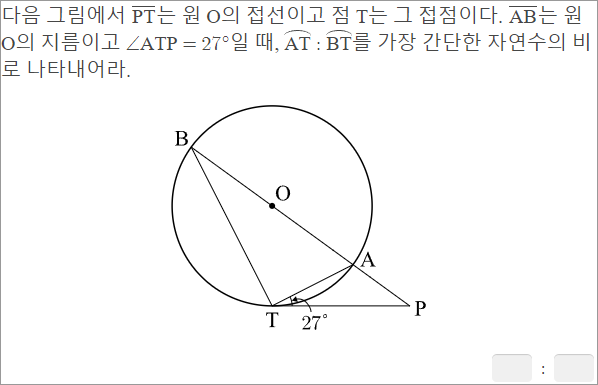 다음 그림에서 PT는 원 O의 접선이고 점 T는 그 접점이다. AB는 원
O의 지름이고 ∠ATP = 27°일 때, AT : BT를 가장 간단한 자연수의 비
로 나타내어라.
B
O
A
T
27°
P
: